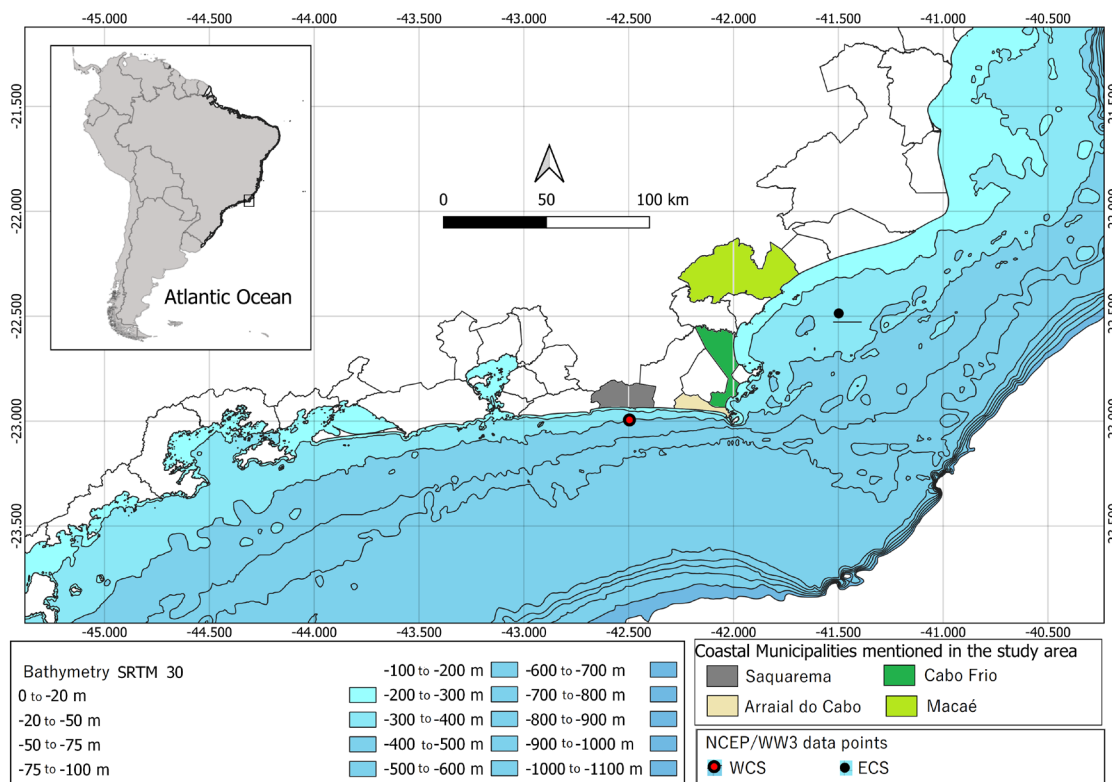 -45.000 -44.500 -44.000 -43.500 -43.000 -42.500 -42.000 -41.500 -41.000 -40.500
-21.500
-22.000
-22.500
-23.000
-23.500
21.500
22.000
23.000
Atlantic Ocean
0 50 100 km
-45.000 -44.500 -44.000 -43.500 -43.000 -42.500 -42.000 -41.500 -41.000 -40.500
Bathymetry SRTM 30
0 to -20 m
-20 to -50 m
-50 to -75 m
-75 to -100 m
-100 to -200 m
-200 to -300 m
-300 to -400 m
-400 to -500 m
-500 to -600 m
-600 to -700 m
-700 to -800 m
-800 to -900 m
-900 to -1000 m
-1000 to -1100 m
Coastal Municipalities mentioned in the study area
Saquarema
Cabo Frio
Arraial do Cabo
Macaé
NCEP/WW3 data points
WCS
ECS